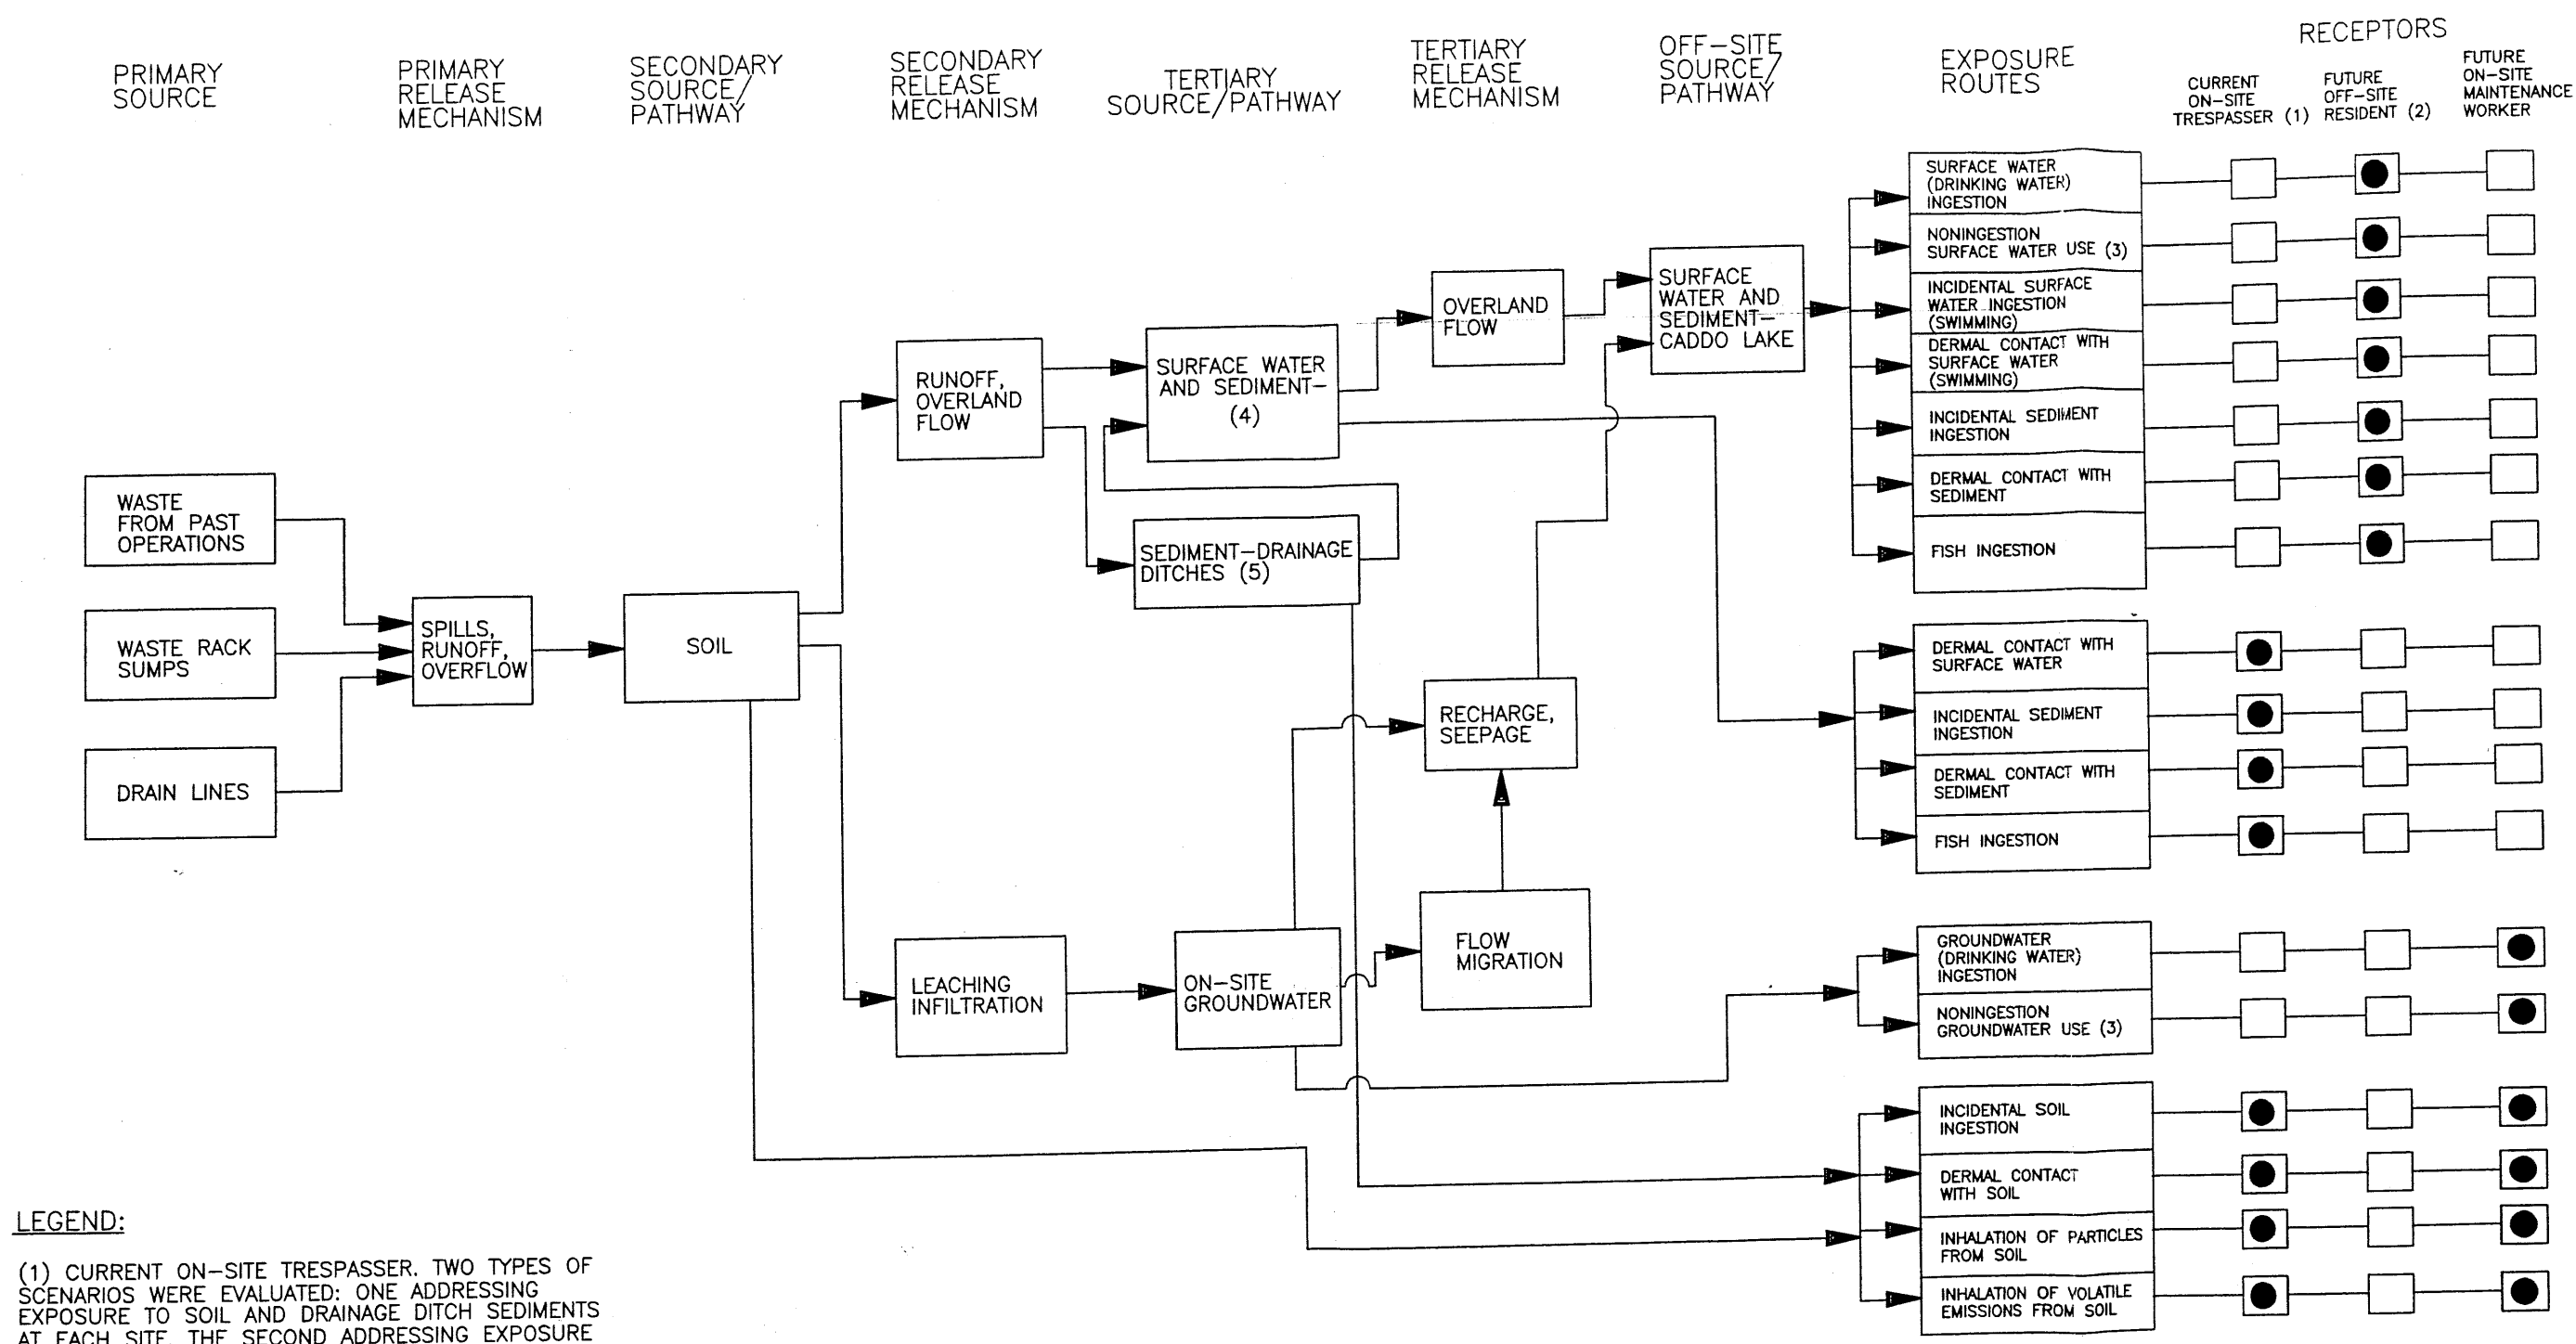 PRIMARY
SOURCE
PRIMARY
RELEASE
MECHANISM
SECONDARY
SOURCE/
PATHWAY
SECONDARY
RELEASE
MECHANISM
TERTIARY
SOURCE/PATHWAY
TERTIARY
RELEASE
MECHANISM
OFF-SITE
SOURCE/
PATHWAY
EXPOSURE
ROUTES
RECEPTORS
CURRENT
ON-SITE
TRESPASSER (1)
FUTURE
OFF-SITE
RESIDENT (2)
FUTURE
ON-SITE
MAINTENANCE
WORKER
WASTE
FROM PAST
OPERATIONS
WASTE RACK
SUMPS
DRAIN LINES
SPILLS,
RUNOFF,
OVERFLOW
SOIL
RUNOFF,
OVERLAND
FLOW
LEACHING
INFILTRATION
SURFACE WATER
AND SEDIMENT-
(4)
SEDIMENT-DRAINAGE
DITCHES (5)
ON-SITE
GROUNDWATER
OVERLAND
FLOW
RECHARGE,
SEEPAGE
FLOW
MIGRATION
SURFACE
WATER AND
SEDIMENT-
CADDO LAKE
SURFACE WATER
(DRINKING WATER)
INGESTION
NONINGESTION
SURFACE WATER USE (3)
INCIDENTAL SURFACE
WATER INGESTION
(SWIMMING)
DERMAL CONTACT WITH
SURFACE WATER
(SWIMMING)
INCIDENTAL SEDIMENT
INGESTION
DERMAL CONTACT WITH
SEDIMENT
FISH INGESTION
DERMAL CONTACT WITH
SURFACE WATER
INCIDENTAL SEDIMENT
INGESTION
DERMAL CONTACT WITH
SEDIMENT
FISH INGESTION
GROUNDWATER
(DRINKING WATER)
INGESTION
NONINGESTION
GROUNDWATER USE (3)
INCIDENTAL SOIL
INGESTION
DERMAL CONTACT
WITH SOIL
INHALATION OF PARTICLES
FROM SOIL
INHALATION OF VOLATILE
EMISSIONS FROM SOIL
LEGEND:
(1) CURRENT ON-SITE TRESPASSER. TWO TYPES OF
SCENARIOS WERE EVALUATED: ONE ADDRESSING
EXPOSURE TO SOIL AND DRAINAGE DITCH SEDIMENTS
AT EACH SITE, THE SECOND ADDRESSING EXPOSURE